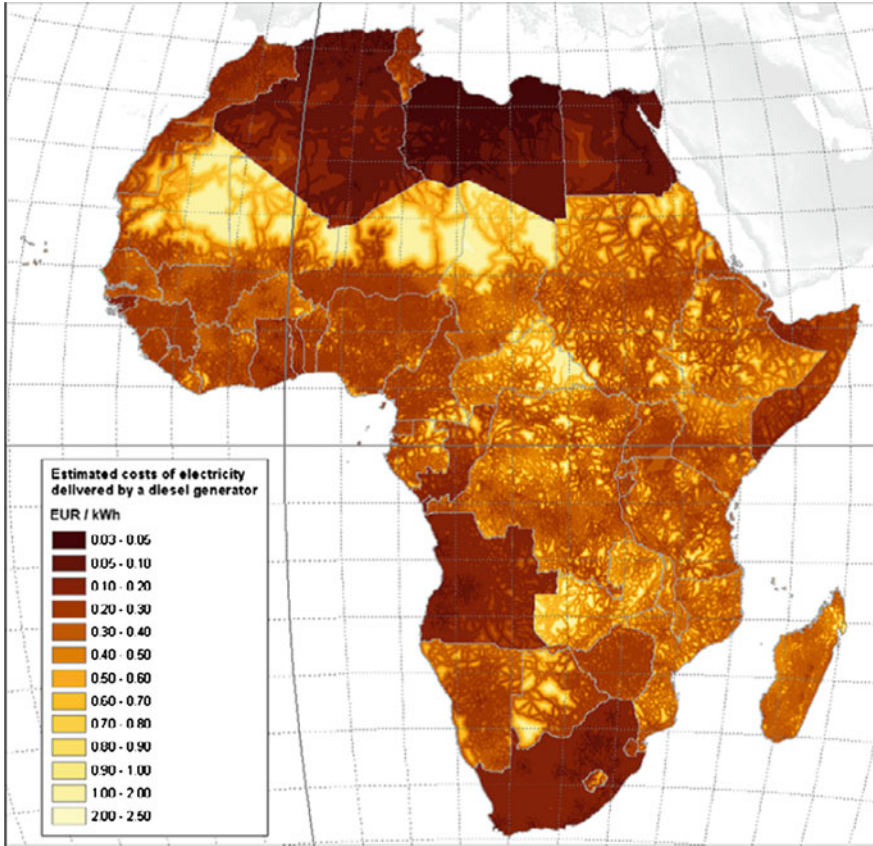 Estimated costs of electricity
delivered by a diesel generator
EUR / kWh
0.03 - 0.05
0.05 - 0.10
0.10 - 0.20
0.20 - 0.30
0.30 - 0.40
0.40 - 0.50
0.50 - 0.60
0.60 - 0.70
0.70 - 0.80
0.80 - 0.90
0.90 - 1.00
1.00 - 2.00
2.00 - 2.50